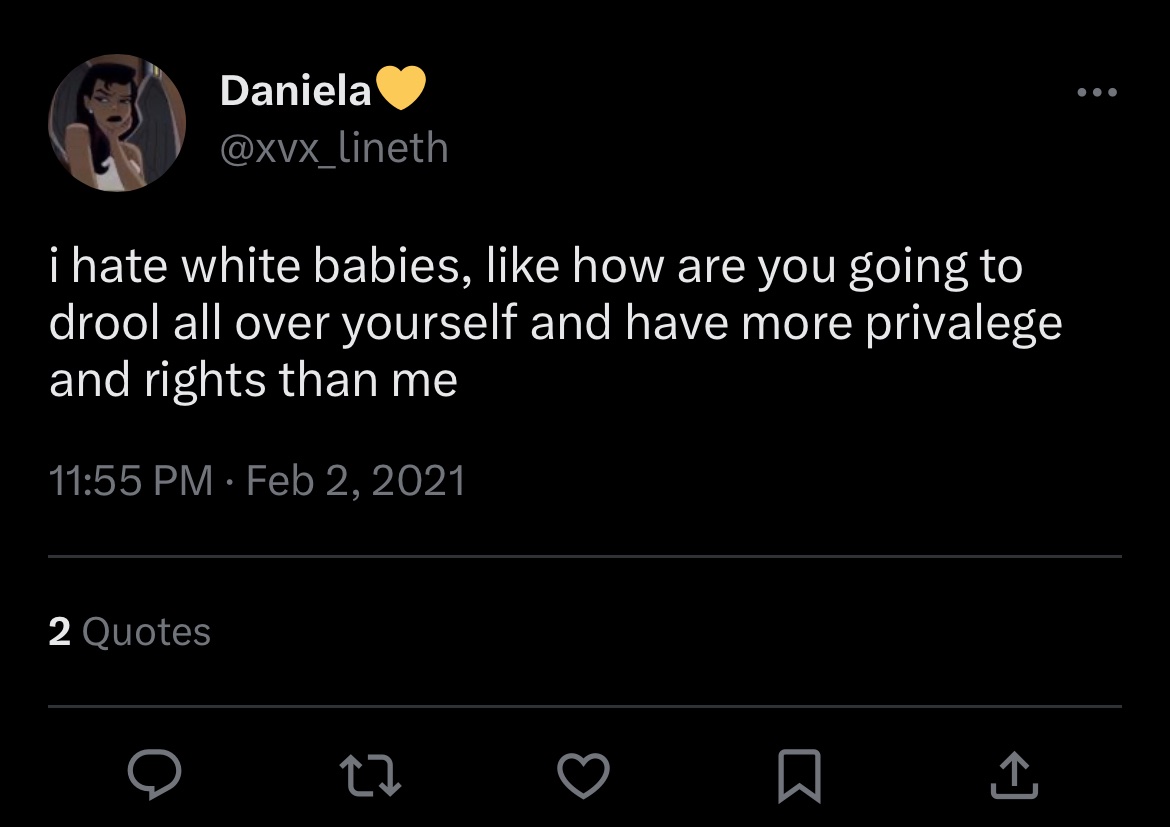 Daniela💛
@xvx_lineth
i hate white babies, like how are you going to
drool all over yourself and have more privalege
and rights than me
11:55 PM · Feb 2, 2021
2 Quotes